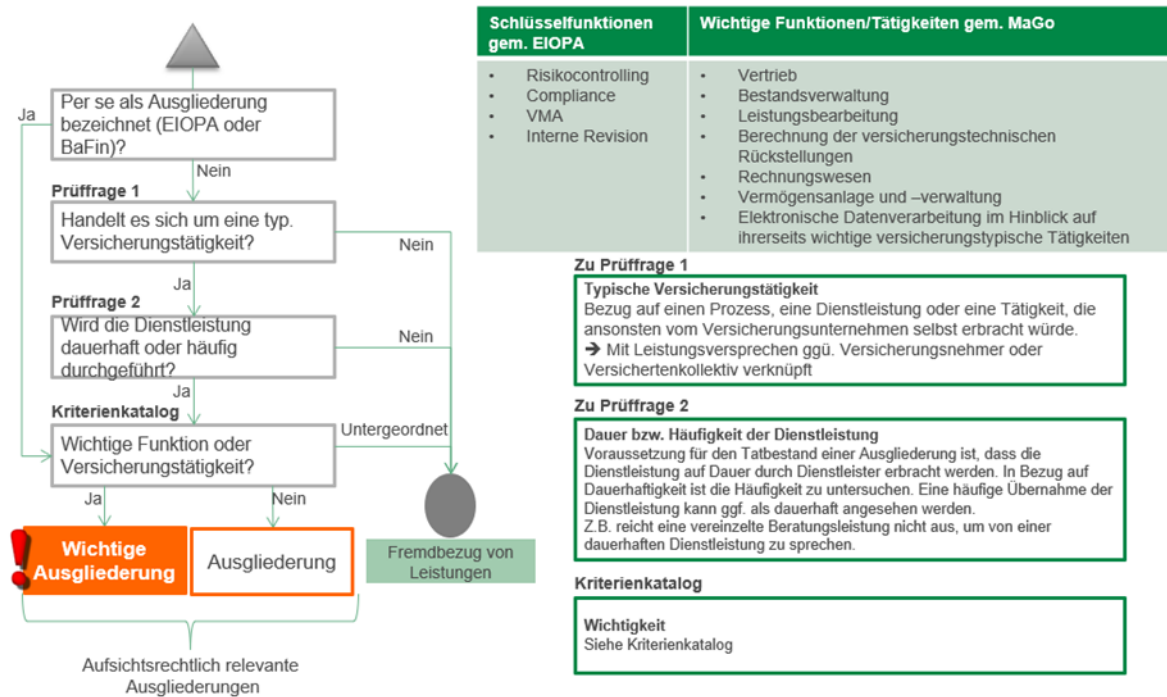 Per se als Ausgliederung
bezeichnet (EIOPA oder
BaFin)?
Ja
Nein
Prüffrage 1
Handelt es sich um eine typ.
Versicherungstätigkeit?
Nein
Ja
Prüffrage 2
Wird die Dienstleistung
dauerhaft oder häufig
durchgeführt?
Nein
Ja
Kriterienkatalog
Wichtige Funktion oder
Versicherungstätigkeit?
Untergeordnet
Ja
Nein
Wichtige
Ausgliederung
Ausgliederung
Fremdbezug von
Leistungen
Aufsichtsrechtlich relevante
Ausgliederungen
Schlüsselfunktionen
gem. EIOPA
• Risikocontrolling
• Compliance
• VMA
• Interne Revision
Wichtige Funktionen/Tätigkeiten gem. MaGo
• Vertrieb
• Bestandsverwaltung
• Leistungsbearbeitung
• Berechnung der versicherungstechnischen
Rückstellungen
• Rechnungswesen
• Vermögensanlage und –verwaltung
• Elektronische Datenverarbeitung im Hinblick auf
ihrerseits wichtige versicherungstypische Tätigkeiten
Zu Prüffrage 1
Typische Versicherungstätigkeit
Bezug auf einen Prozess, eine Dienstleistung oder eine Tätigkeit, die
ansonsten vom Versicherungsunternehmen selbst erbracht würde.
➔ Mit Leistungsversprechen ggü. Versicherungsnehmer oder
Versichertenkollektiv verknüpft
Zu Prüffrage 2
Dauer bzw. Häufigkeit der Dienstleistung
Voraussetzung für den Tatbestand einer Ausgliederung ist, dass die
Dienstleistung auf Dauer durch Dienstleister erbracht werden. In Bezug auf
Dauerhaftigkeit ist die Häufigkeit zu untersuchen. Eine häufige Übernahme der
Dienstleistung kann ggf. als dauerhaft angesehen werden.
Z.B. reicht eine vereinzelte Beratungsleistung nicht aus, um von einer
dauerhaften Dienstleistung zu sprechen.
Kriterienkatalog
Wichtigkeit
Siehe Kriterienkatalog